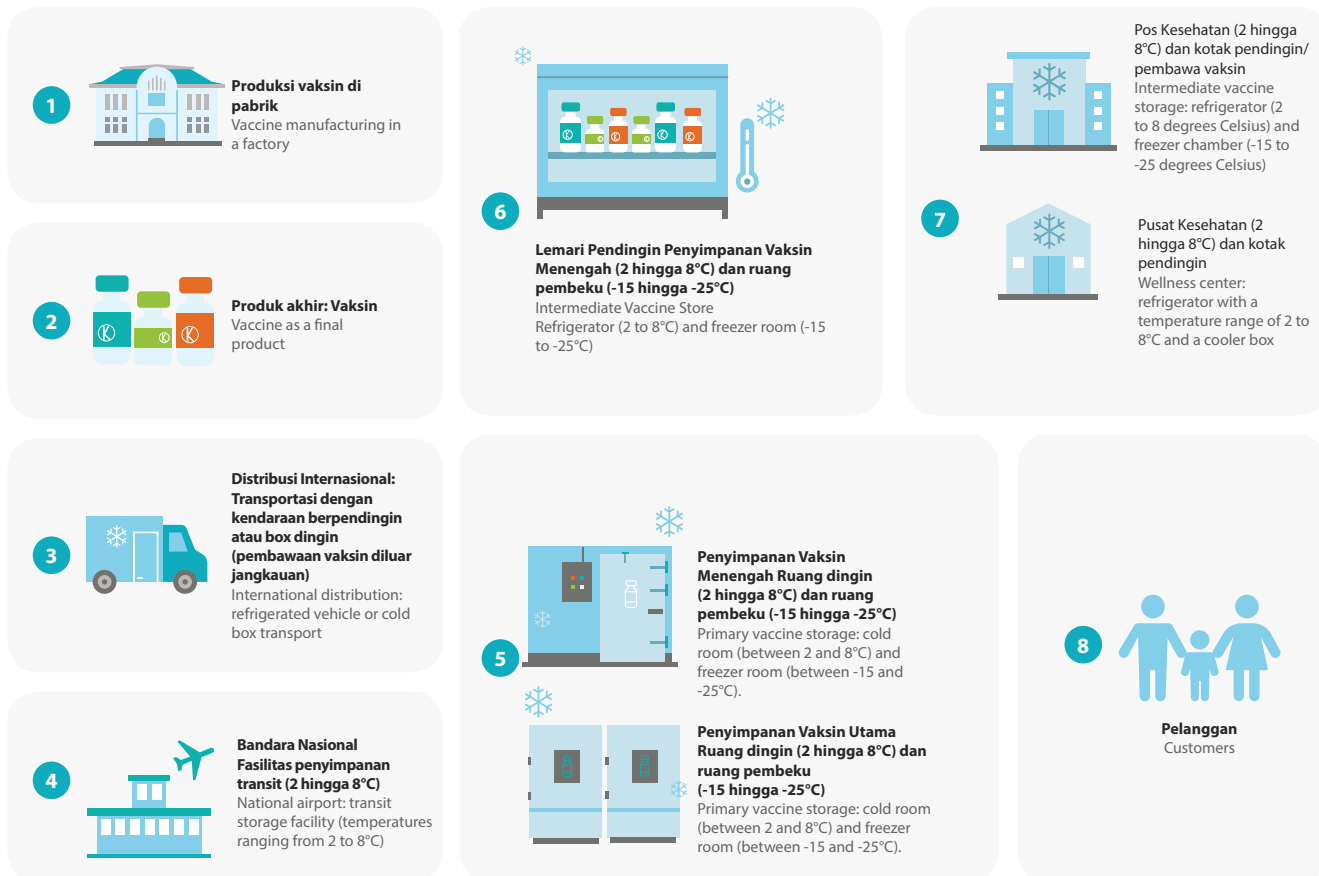 1
Produksi vaksin di
pabrik
Vaccine manufacturing in
a factory
2
Produk akhir: Vaksin
Vaccine as a final
product
3
Distribusi Internasional:
Transportasi dengan
kendaraan berpendingin
atau box dingin
(pembawaan vaksin diluar
jangkauan)
International distribution:
refrigerated vehicle or cold
box transport
4
Bandara Nasional
Fasilitas penyimpanan
transit (2 hingga 8°C)
National airport: transit
storage facility (temperatures
ranging from 2 to 8°C)
5
Penyimpanan Vaksin
Menengah Ruang dingin
(2 hingga 8°C) dan ruang
pembeku (-15 hingga -25°C)
Primary vaccine storage: cold
room (between 2 and 8°C) and
freezer room (between -15 and
-25°C).
Penyimpanan Vaksin Utama
Ruang dingin (2 hingga 8°C) dan
ruang pembeku
(-15 hingga -25°C)
Primary vaccine storage: cold room
(between 2 and 8°C) and freezer
room (between -15 and -25°C).
6
Lemari Pendingin Penyimpanan Vaksin
Menengah (2 hingga 8°C) dan ruang
pembeku (-15 hingga -25°C)
Intermediate Vaccine Store
Refrigerator (2 to 8°C) and freezer room (-15
to -25°C)
7
Pos Kesehatan (2 hingga
8°C) dan kotak pendingin/
pembawa vaksin
Intermediate vaccine
storage: refrigerator (2
to 8 degrees Celsius) and
freezer chamber (-15 to
-25 degrees Celsius)
Pusat Kesehatan (2
hingga 8°C) dan kotak
pendingin
Wellness center:
refrigerator with a
temperature range of 2 to
8°C and a cooler box
8
Pelanggan
Customers